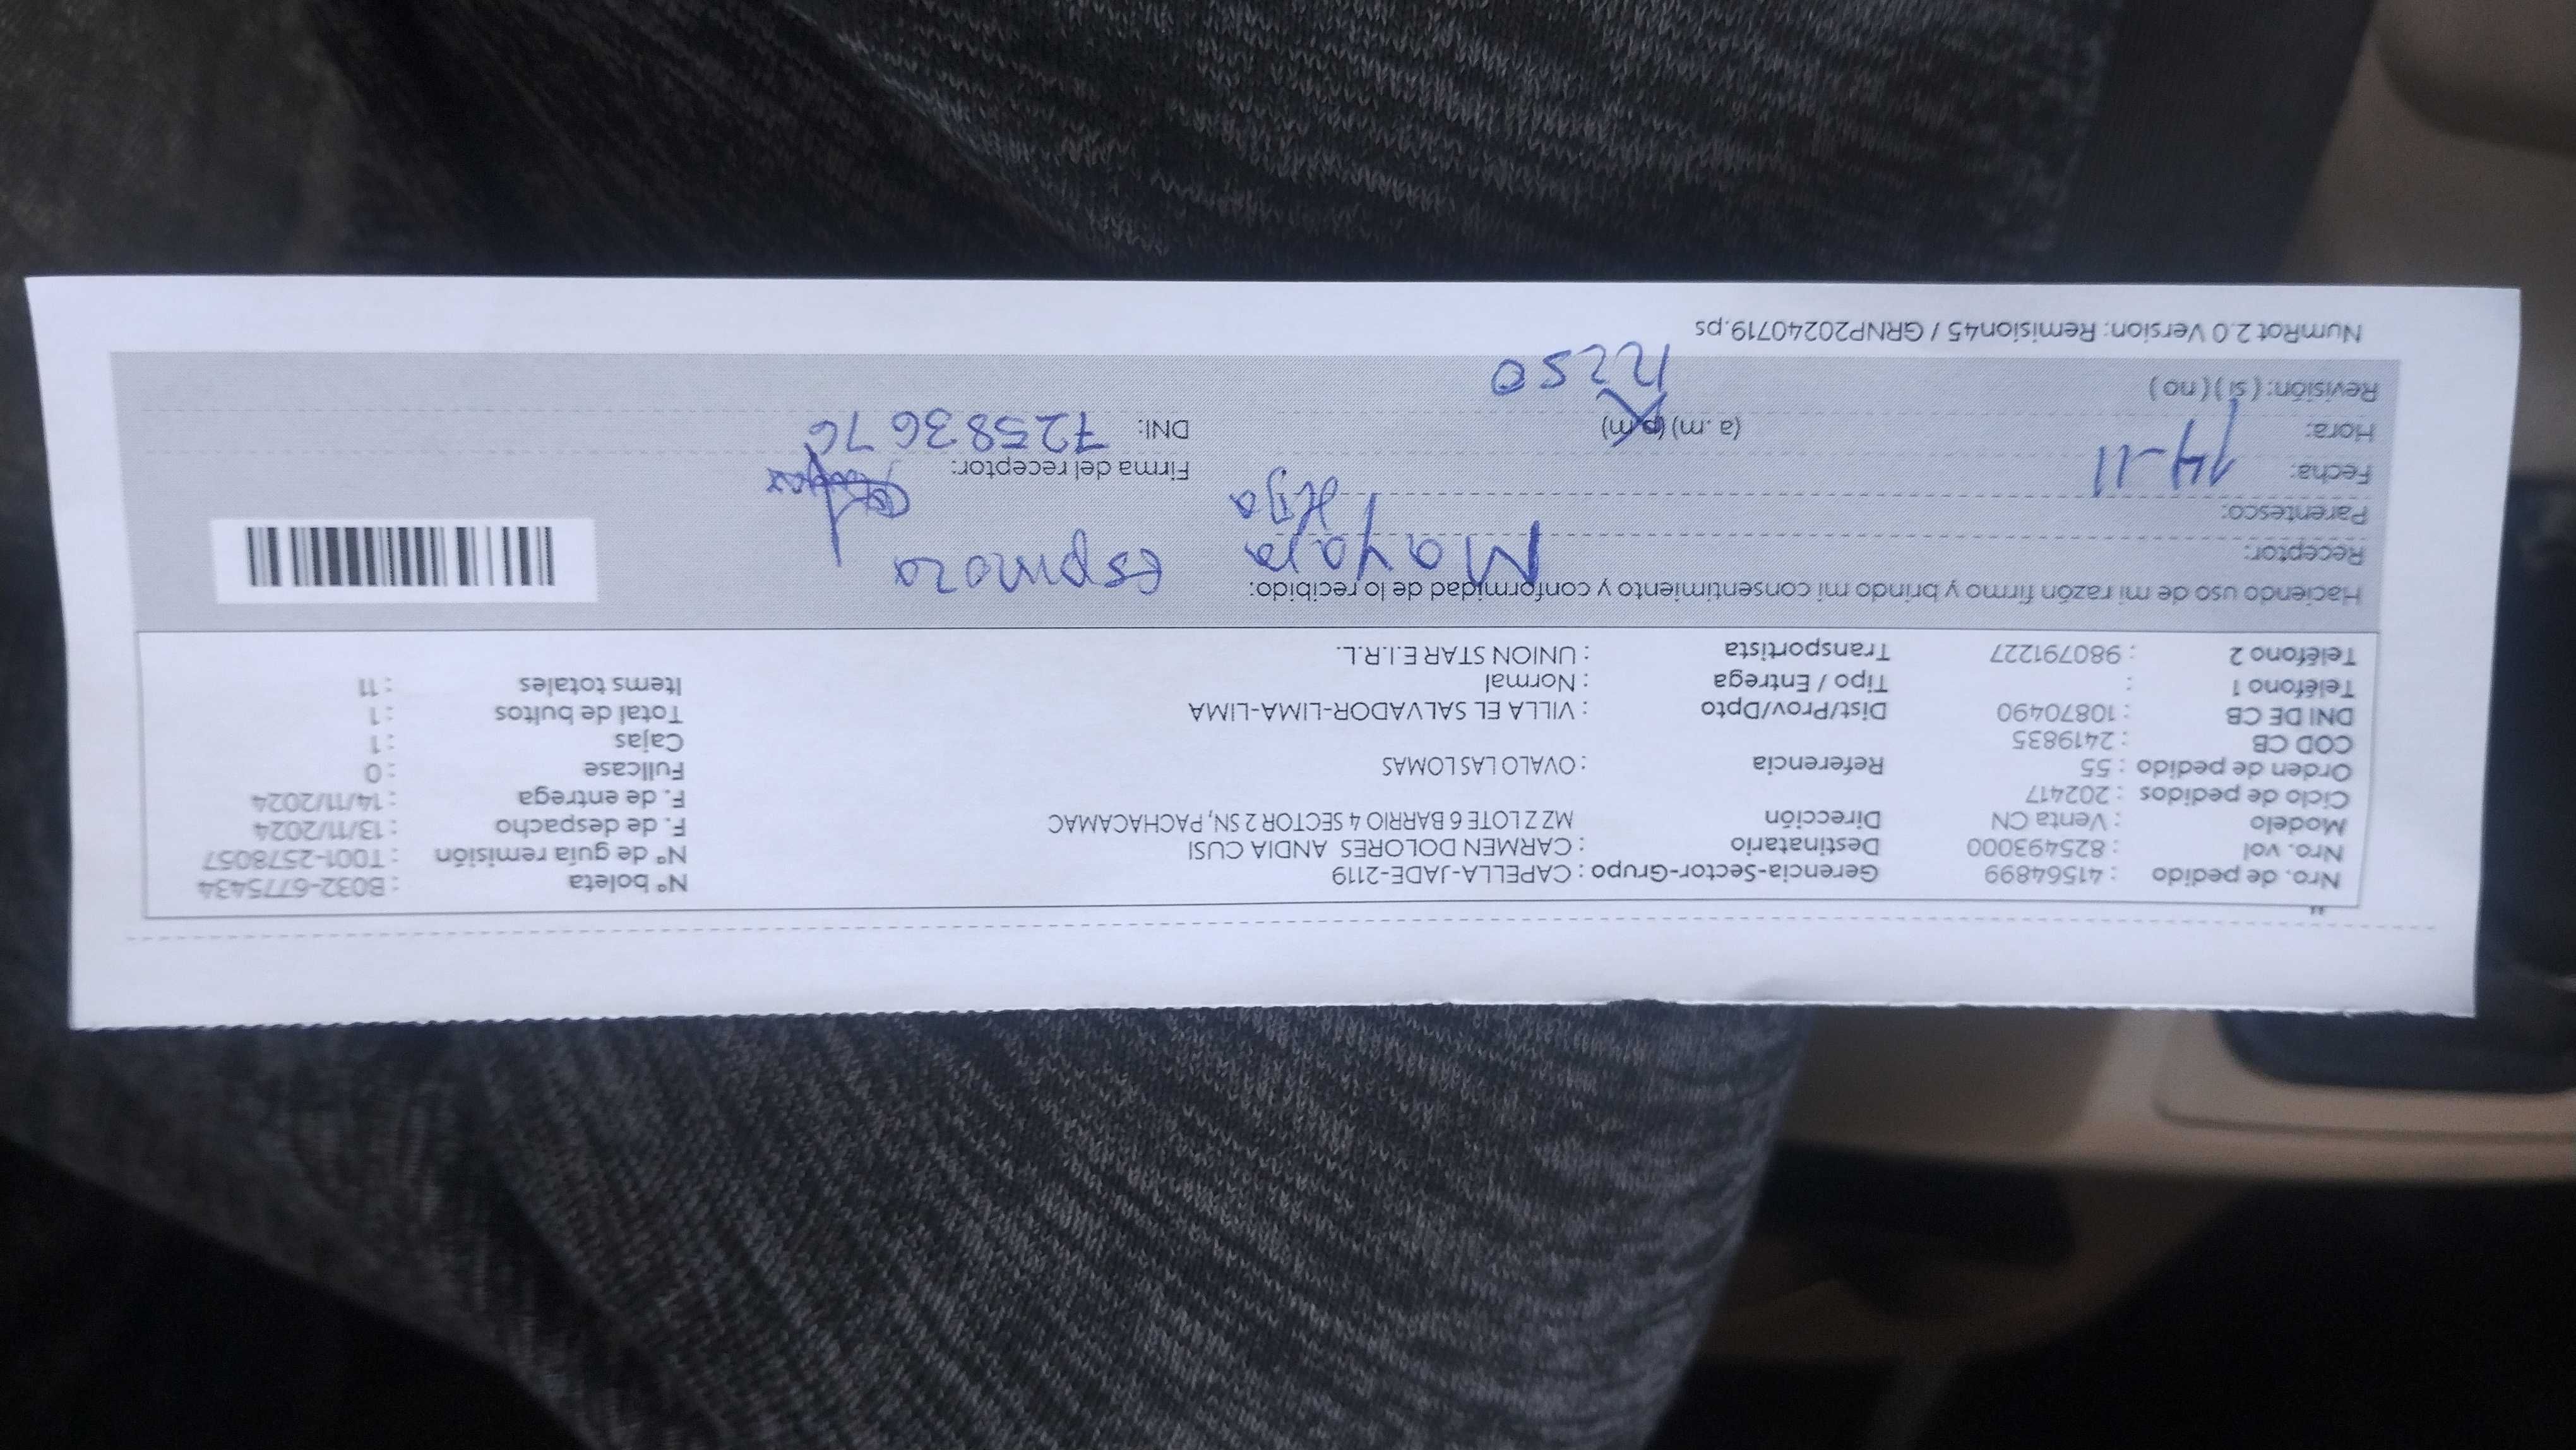 Nro. de pedido : 41564899 Gerencia-Sector-Grupo : CAPELLA-JADE-2119 N° boleta : B032-6775434
Nro. vol : 825493000 Destinatario : CARMEN DOLORES ANDIA CUSI N° de guía remisión : T001-2578057
Modelo : Venta CN Dirección MZ Z LOTE 6 BARRIO 4 SECTOR 2 SN, PACHACAMAC F. de despacho : 13/11/2024
Ciclo de pedidos : 202417 F. de entrega : 14/11/2024
Orden de pedido : 55 Referencia : OVALO LAS LOMAS Fullcase : 0
COD CB : 2419835 Cajas : 1
DNI DE CB : 10870490 Dist/Prov/Dpto : VILLA EL SALVADOR-LIMA-LIMA Total de bultos : 1
Teléfono 1 : Tipo / Entrega : Normal Items totales : 11
Teléfono 2 : 980791227 Transportista : UNION STAR E.I.R.L.
Haciendo uso de mi razón firmo y brindo mi consentimiento y conformidad de lo recibido:
Receptor: Espinoza
Parentesco: Hija
Fecha: 14-11 Firma del receptor:
Hora: (a .m) (p.m) DNI: 72583676
Revisión: ( si ) ( no ) 1250
NumRot 2.0 Version: Remision45 / GRNP20240719.ps